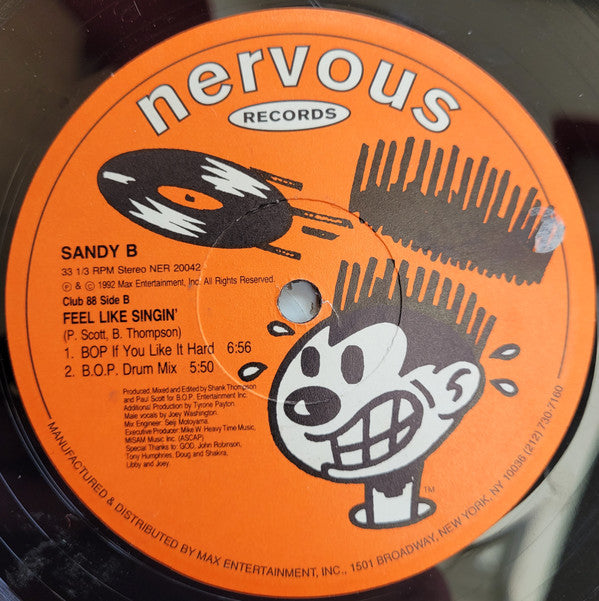 nervous
RECORDS
SANDY B
33 1/3 RPM Stereo NER 20042
℗ & © 1992 Max Entertainment, Inc. All Rights Reserved.
Club 88 Side B
FEEL LIKE SINGIN'
(P. Scott, B. Thompson)
1. BOP If You Like It Hard 6:56
2. B.O.P. Drum Mix 5:50
Produced, Mixed and Edited by Shank Thompson
and Paul Scott for B.O.P. Entertainment Inc.
Additional Production by Tyrone Payton.
Male vocals by Joey Washington.
Mix Engineer: Seiji Motoyama.
Executive Producer: Mike W. Heavy Time Music,
MISAM Music Inc. (ASCAP)
Special Thanks to: GOD, John Robinson,
Tony Humphries, Doug and Shakira,
Libby and Joey.
TM
MANUFACTURED & DISTRIBUTED BY MAX ENTERTAINMENT, INC., 1501 BROADWAY, NEW YORK, NY 10036 (212) 730-7160